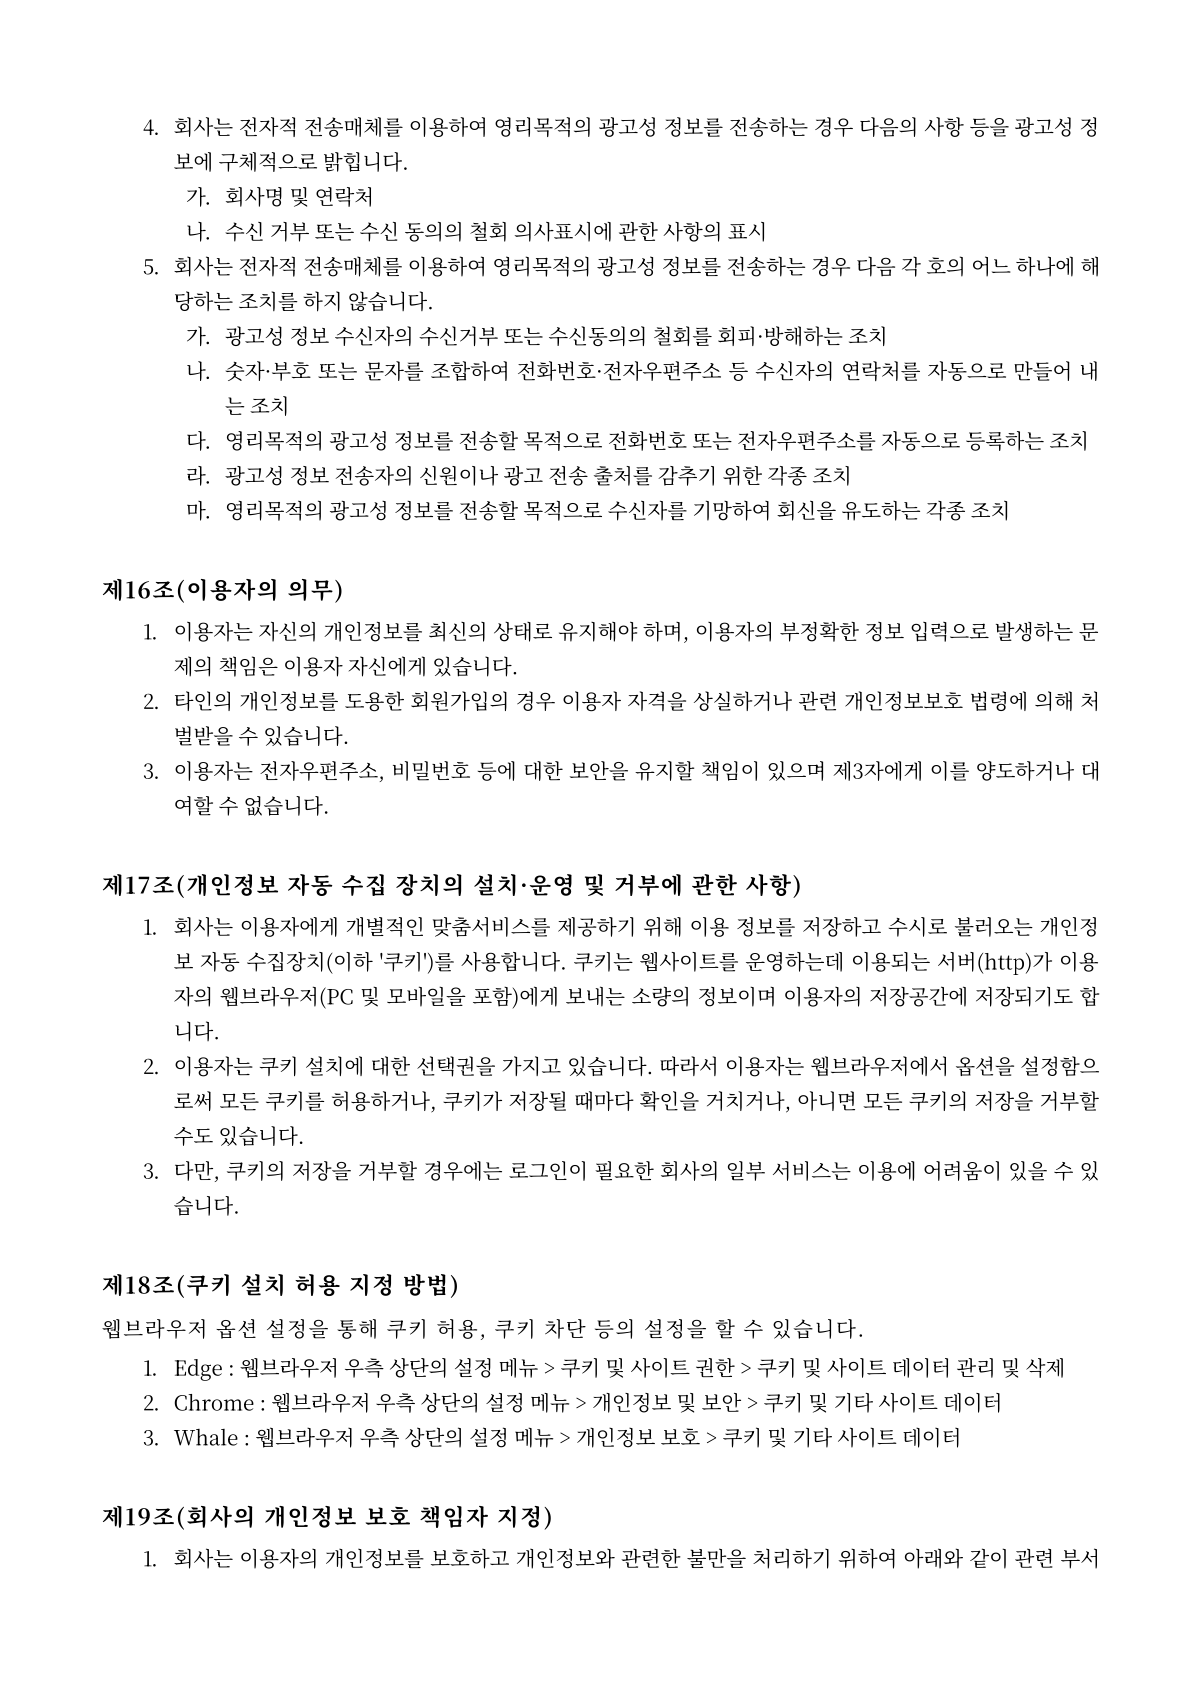 4. 회사는 전자적 전송매체를 이용하여 영리목적의 광고성 정보를 전송하는 경우 다음의 사항 등을 광고성 정
보에 구체적으로 밝힙니다.
가. 회사명 및 연락처
나. 수신 거부 또는 수신 동의의 철회 의사표시에 관한 사항의 표시
5. 회사는 전자적 전송매체를 이용하여 영리목적의 광고성 정보를 전송하는 경우 다음 각 호의 어느 하나에 해
당하는 조치를 하지 않습니다.
가. 광고성 정보 수신자의 수신거부 또는 수신동의의 철회를 회피·방해하는 조치
나. 숫자·부호 또는 문자를 조합하여 전화번호·전자우편주소 등 수신자의 연락처를 자동으로 만들어 내
는 조치
다. 영리목적의 광고성 정보를 전송할 목적으로 전화번호 또는 전자우편주소를 자동으로 등록하는 조치
라. 광고성 정보 전송자의 신원이나 광고 전송 출처를 감추기 위한 각종 조치
마. 영리목적의 광고성 정보를 전송할 목적으로 수신자를 기망하여 회신을 유도하는 각종 조치
제16조(이용자의 의무)
1. 이용자는 자신의 개인정보를 최신의 상태로 유지해야 하며, 이용자의 부정확한 정보 입력으로 발생하는 문
제의 책임은 이용자 자신에게 있습니다.
2. 타인의 개인정보를 도용한 회원가입의 경우 이용자 자격을 상실하거나 관련 개인정보보호 법령에 의해 처
벌받을 수 있습니다.
3. 이용자는 전자우편주소, 비밀번호 등에 대한 보안을 유지할 책임이 있으며 제3자에게 이를 양도하거나 대
여할 수 없습니다.
제17조(개인정보 자동 수집 장치의 설치·운영 및 거부에 관한 사항)
1. 회사는 이용자에게 개별적인 맞춤서비스를 제공하기 위해 이용 정보를 저장하고 수시로 불러오는 개인정
보 자동 수집장치(이하 '쿠키')를 사용합니다. 쿠키는 웹사이트를 운영하는데 이용되는 서버(http)가 이용
자의 웹브라우저(PC 및 모바일을 포함)에게 보내는 소량의 정보이며 이용자의 저장공간에 저장되기도 합
니다.
2. 이용자는 쿠키 설치에 대한 선택권을 가지고 있습니다. 따라서 이용자는 웹브라우저에서 옵션을 설정함으
로써 모든 쿠키를 허용하거나, 쿠키가 저장될 때마다 확인을 거치거나, 아니면 모든 쿠키의 저장을 거부할
수도 있습니다.
3. 다만, 쿠키의 저장을 거부할 경우에는 로그인이 필요한 회사의 일부 서비스는 이용에 어려움이 있을 수 있
습니다.
제18조(쿠키 설치 허용 지정 방법)
웹브라우저 옵션 설정을 통해 쿠키 허용, 쿠키 차단 등의 설정을 할 수 있습니다.
1. Edge : 웹브라우저 우측 상단의 설정 메뉴 > 쿠키 및 사이트 권한 > 쿠키 및 사이트 데이터 관리 및 삭제
2. Chrome : 웹브라우저 우측 상단의 설정 메뉴 > 개인정보 및 보안 > 쿠키 및 기타 사이트 데이터
3. Whale : 웹브라우저 우측 상단의 설정 메뉴 > 개인정보 보호 > 쿠키 및 기타 사이트 데이터
제19조(회사의 개인정보 보호 책임자 지정)
1. 회사는 이용자의 개인정보를 보호하고 개인정보와 관련한 불만을 처리하기 위하여 아래와 같이 관련 부서